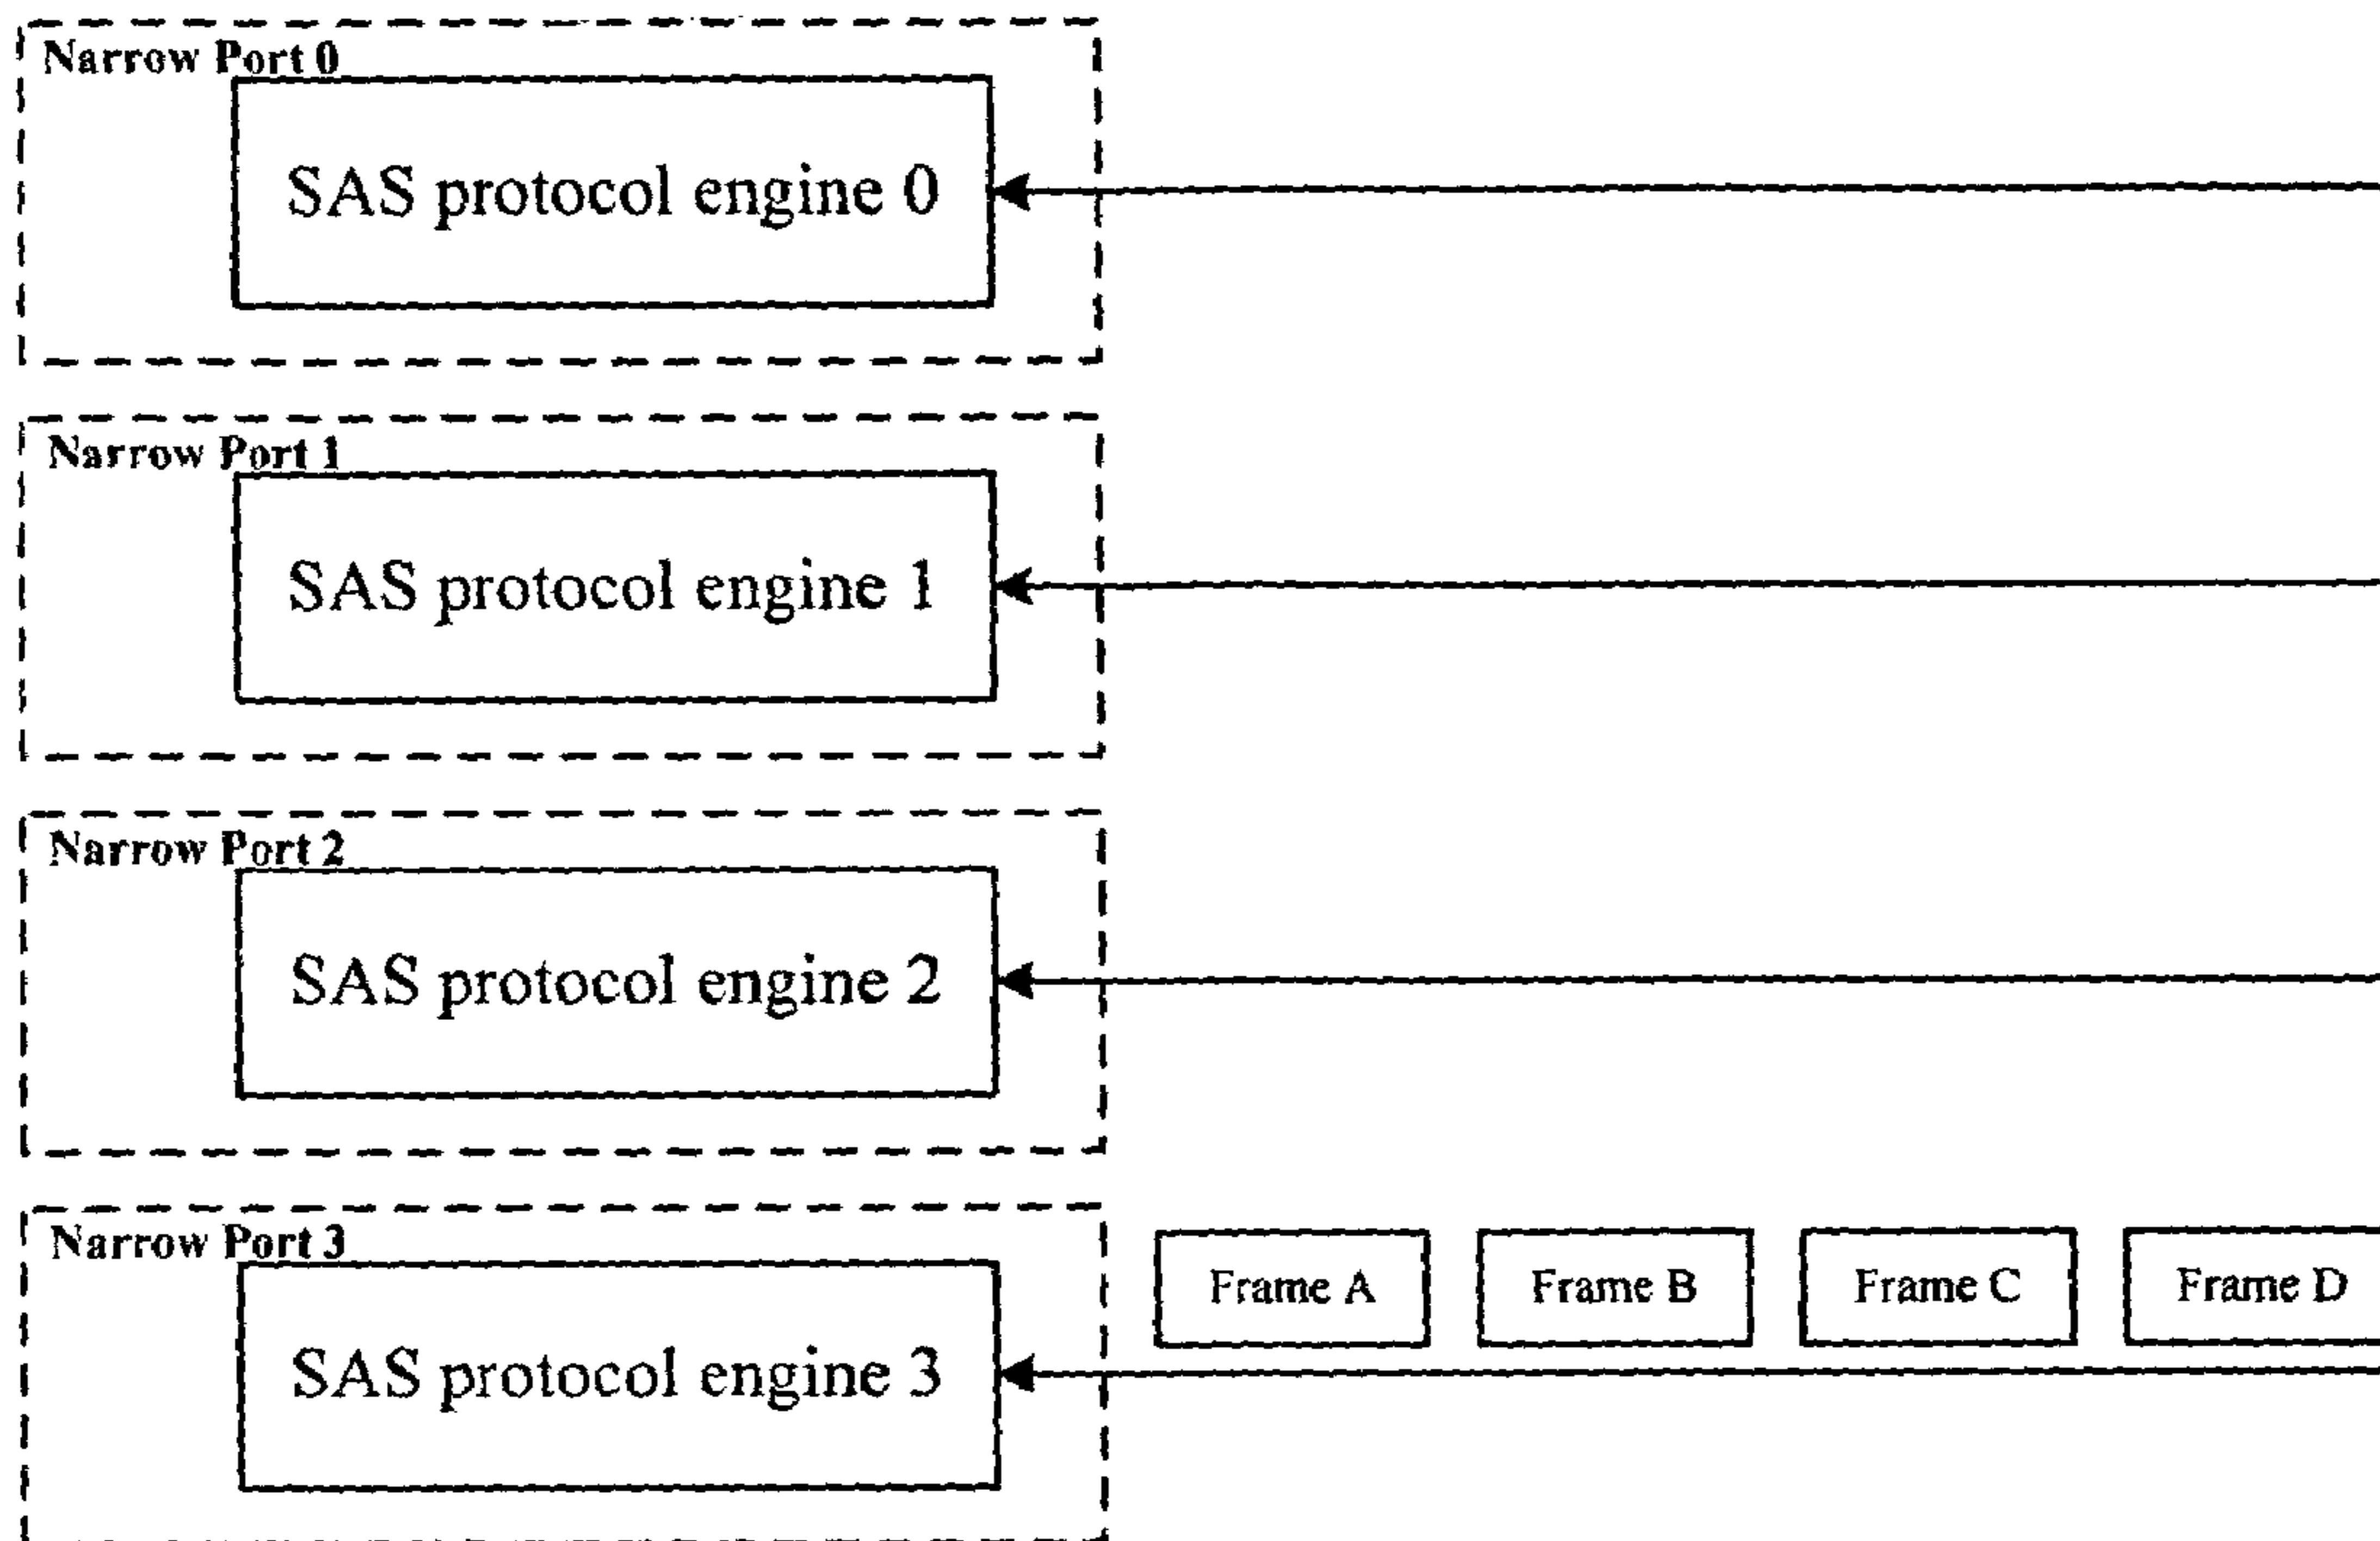 Narrow Port 0
SAS protocol engine 0
Narrow Port 1
SAS protocol engine 1
Narrow Port 2
SAS protocol engine 2
Narrow Port 3
Frame A Frame B Frame C Frame D
SAS protocol engine 3